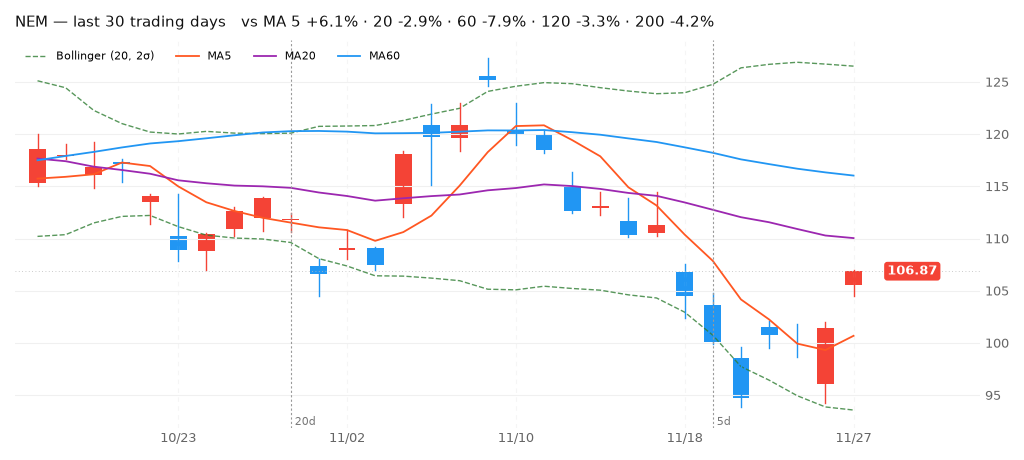 NEM — last 30 trading days   vs MA 5 +6.1% · 20 -2.9% · 60 -7.9% · 120 -3.3% · 200 -4.2%
Bollinger (20, 2σ)   MA5   MA20   MA60
125
120
115
110
106.87
105
100
95
20d   5d
10/23   11/02   11/10   11/18   11/27